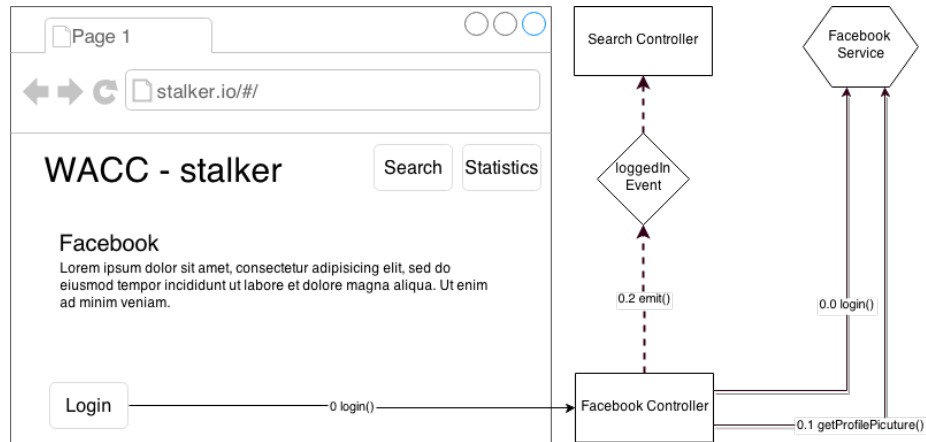 Page 1
stalker.io/#/
WACC - stalker
Search
Statistics
Facebook
Lorem ipsum dolor sit amet, consectetur adipisicing elit, sed do
eiusmod tempor incididunt ut labore et dolore magna aliqua. Ut enim
ad minim veniam.
Login
0 login()
Search Controller
loggedIn
Event
0.2 emit()
Facebook Controller
Facebook
Service
0.0 login()
0.1 getProfilePicuture()